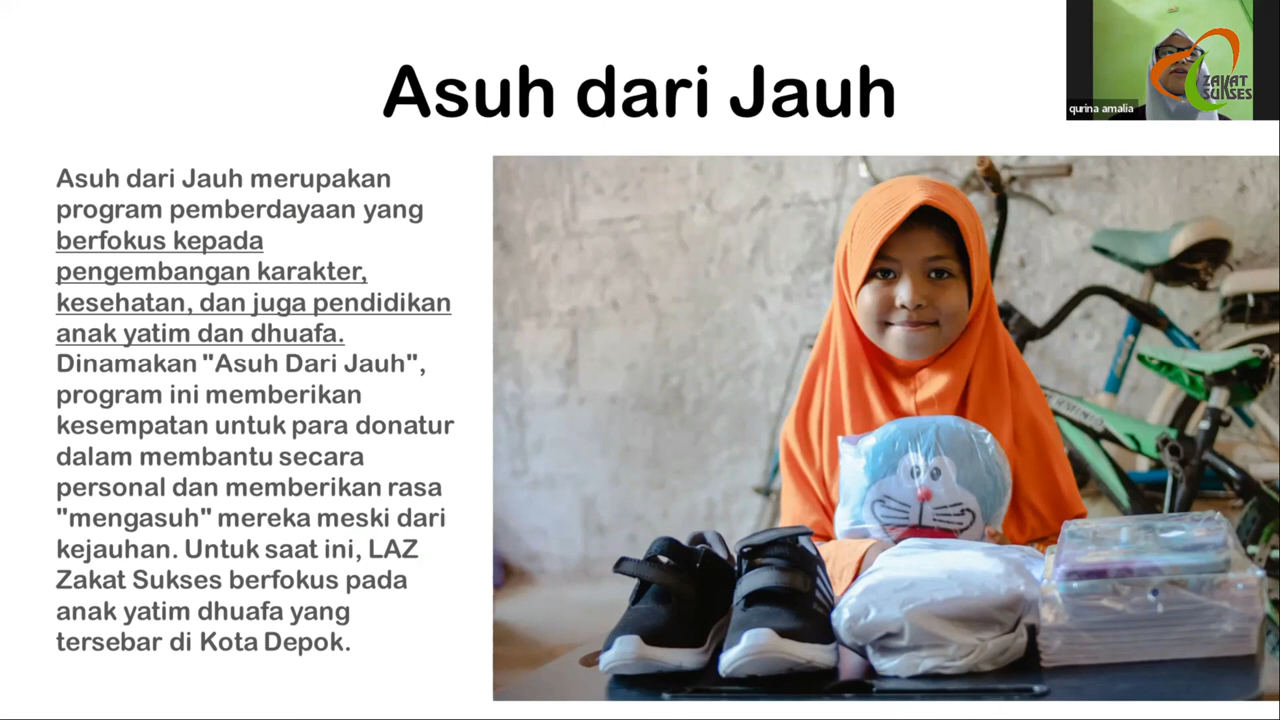 Asuh dari Jauh
ZAKAT
SUKSES
qurina amalia
Asuh dari Jauh merupakan
program pemberdayaan yang
berfokus kepada
pengembangan karakter,
kesehatan, dan juga pendidikan
anak yatim dan dhuafa.
Dinamakan "Asuh Dari Jauh",
program ini memberikan
kesempatan untuk para donatur
dalam membantu secara
personal dan memberikan rasa
"mengasuh" mereka meski dari
kejauhan. Untuk saat ini, LAZ
Zakat Sukses berfokus pada
anak yatim dhuafa yang
tersebar di Kota Depok.